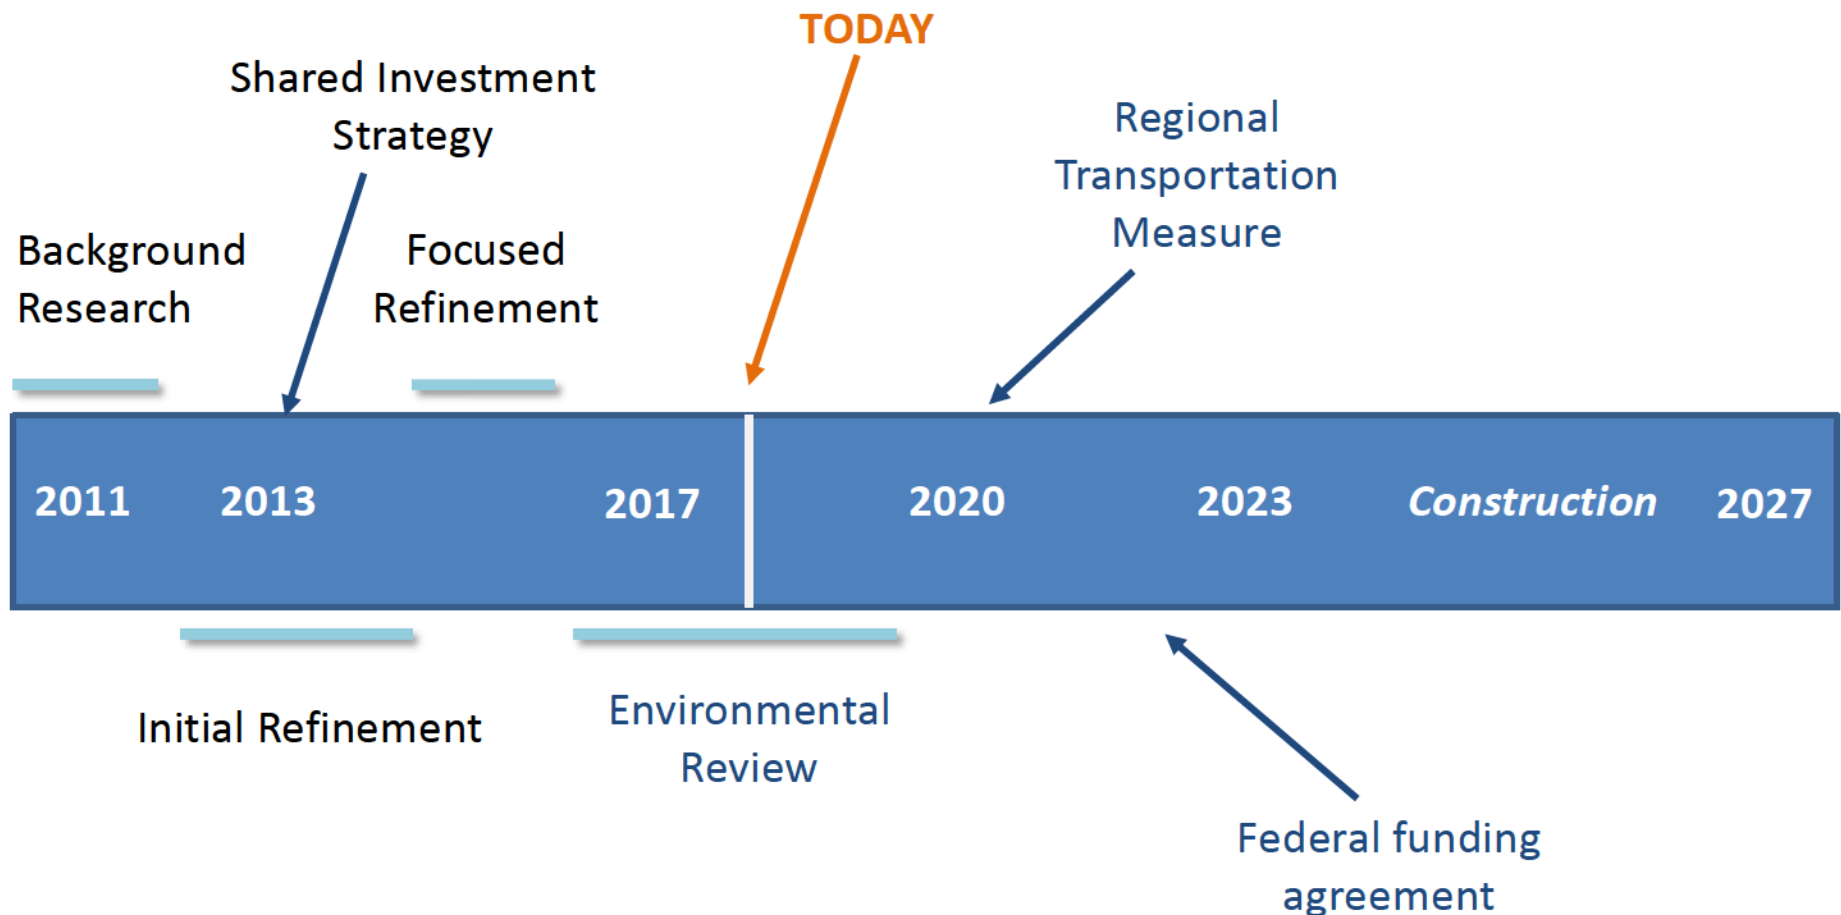 TODAY
Shared Investment
Strategy
Regional
Transportation
Measure
Background
Research
Focused
Refinement
2011 2013 2017 2020 2023 Construction 2027
Initial Refinement
Environmental
Review
Federal funding
agreement